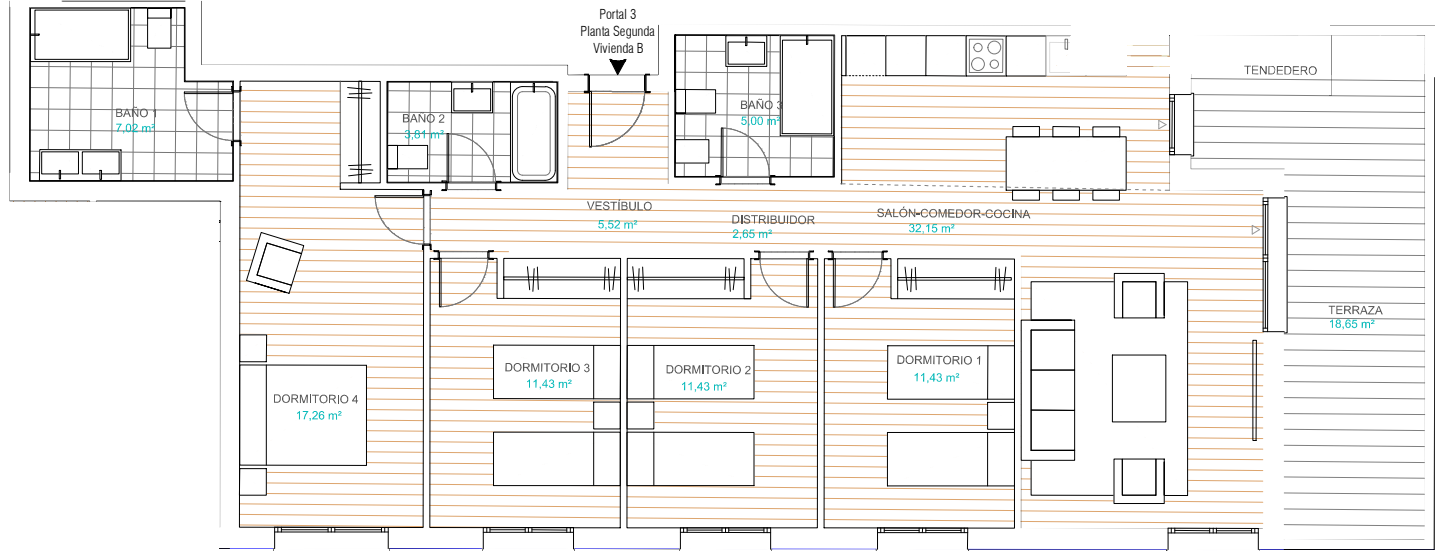 Portal 3
Planta Segunda
Vivienda B
TENDEDERO
BAÑO 1
7,02 m²
BAÑO 2
3,81 m²
BAÑO 3
5,00 m²
VESTÍBULO
5,52 m²
DISTRIBUIDOR
2,65 m²
SALÓN-COMEDOR-COCINA
32,15 m²
TERRAZA
18,65 m²
DORMITORIO 4
17,26 m²
DORMITORIO 3
11,43 m²
DORMITORIO 2
11,43 m²
DORMITORIO 1
11,43 m²